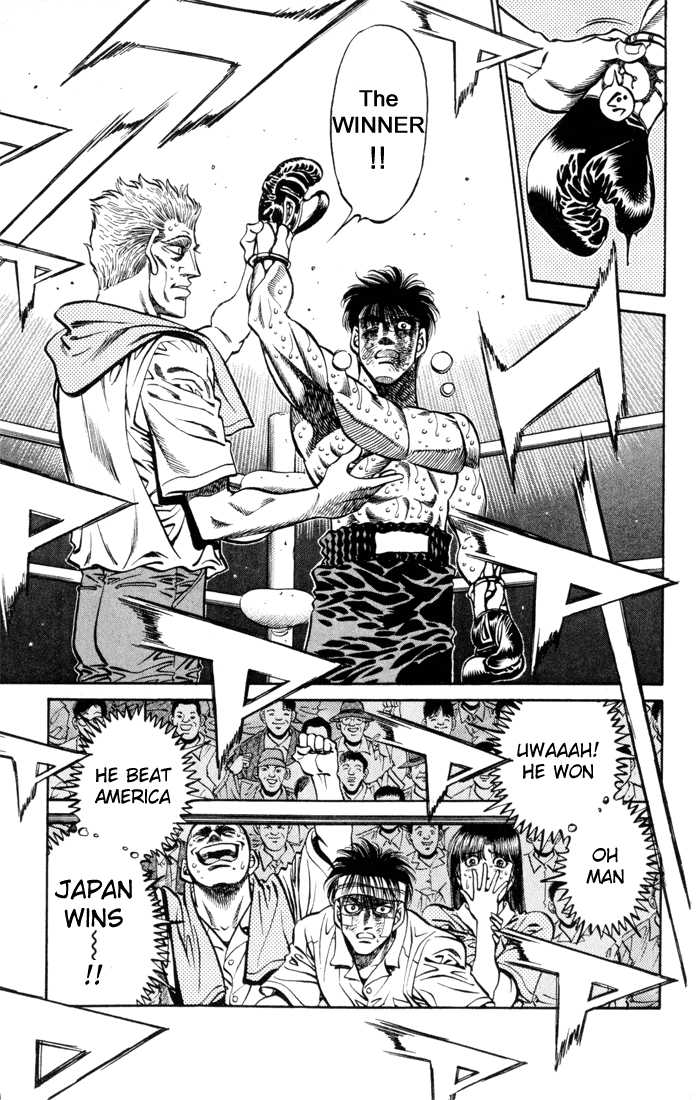 The
WINNER
!!
UWAAAH!
HE WON
OH
MAN
HE BEAT
AMERICA
JAPAN
WINS
~
!!